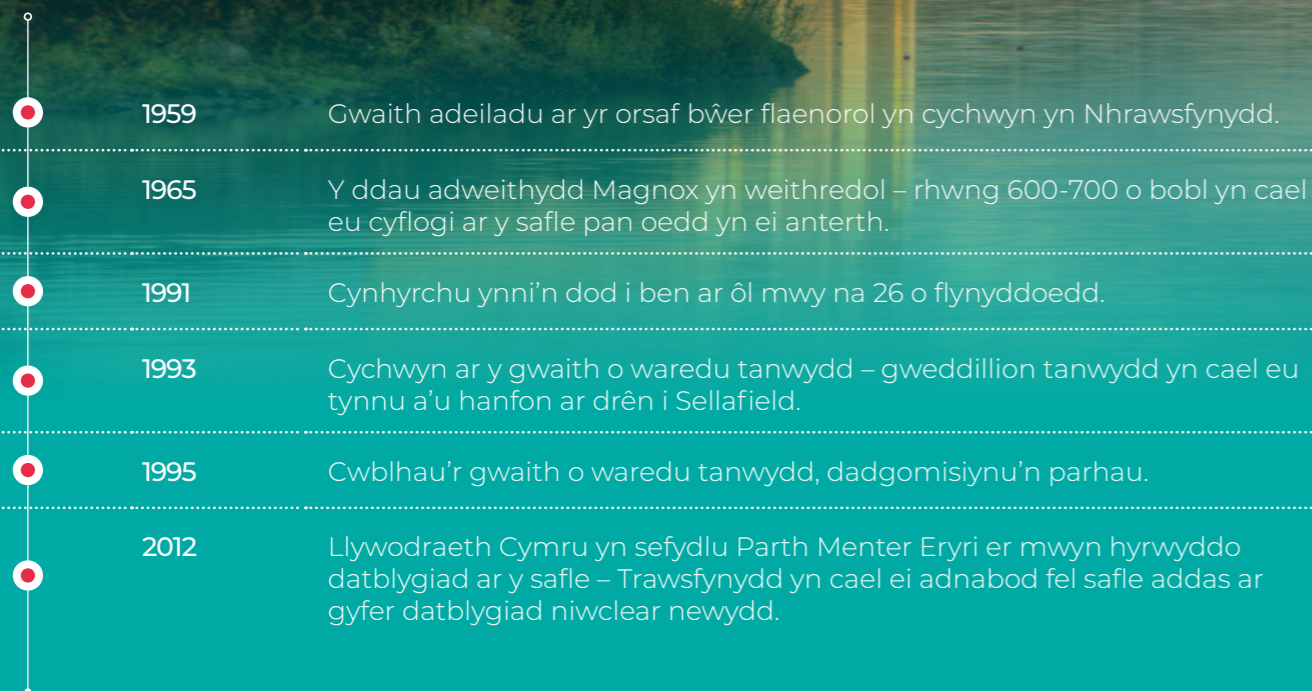 1959 Gwaith adeiladu ar yr orsaf bŵer flaenorol yn cychwyn yn Nhrawsfynydd.
1965 Y ddau adweithydd Magnox yn weithredol – rhwng 600-700 o bobl yn cael
eu cyflogi ar y safle pan oedd yn ei anterth.
1991 Cynhyrchu ynni’n dod i ben ar ôl mwy na 26 o flynyddoedd.
1993 Cychwyn ar y gwaith o waredu tanwydd – gweddillion tanwydd yn cael eu
tynnu a’u hanfon ar drên i Sellafield.
1995 Cwblhau’r gwaith o waredu tanwydd, dadgomisiynu’n parhau.
2012 Llywodraeth Cymru yn sefydlu Parth Menter Eryri er mwyn hyrwyddo
datblygiad ar y safle – Trawsfynydd yn cael ei adnabod fel safle addas ar
gyfer datblygiad niwclear newydd.